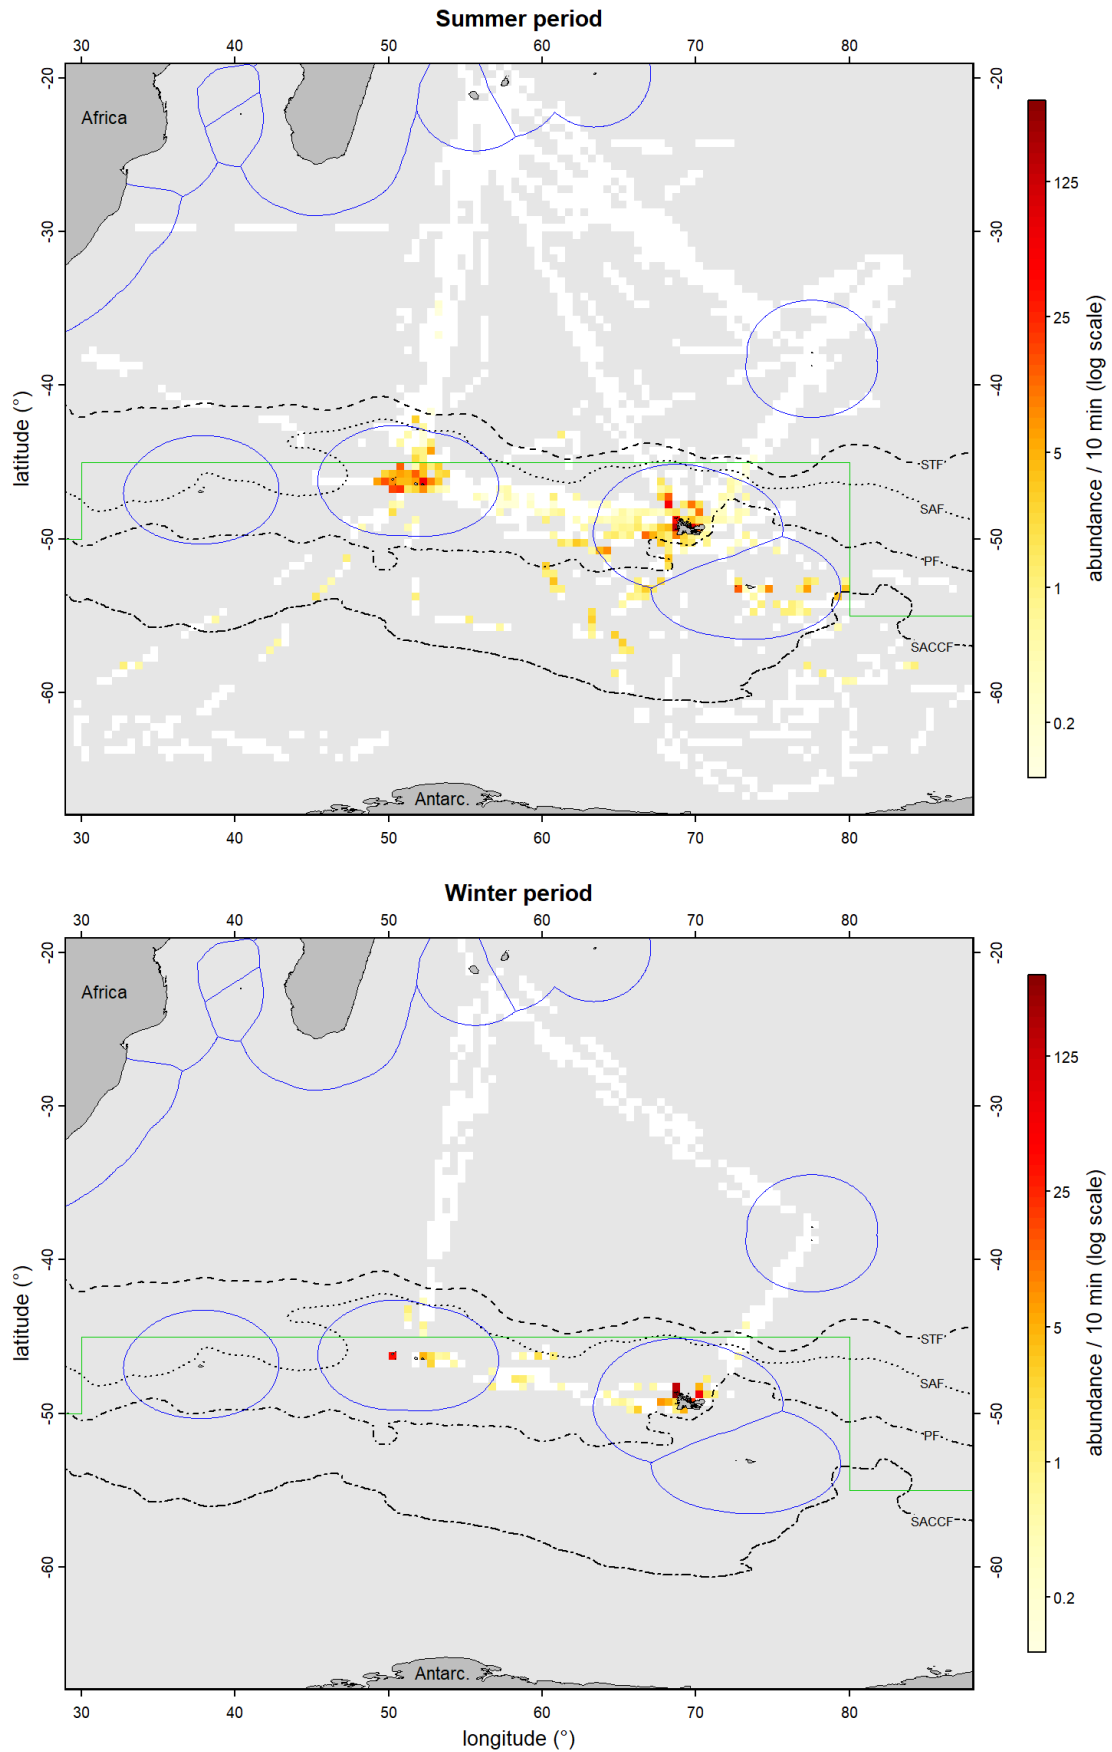 Summer period
30 40 50 60 70 80
-20 -30 -40 -50 -60
latitude (°)
Africa
STF
SAF
PF
SACCF
Antarc.
-20 -30 -40 -50 -60
30 40 50 60 70 80
125
25
5
1
0.2
abundance / 10 min (log scale)
Winter period
30 40 50 60 70 80
-20 -30 -40 -50 -60
latitude (°)
Africa
STF
SAF
PF
SACCF
Antarc.
-20 -30 -40 -50 -60
30 40 50 60 70 80
longitude (°)
125
25
5
1
0.2
abundance / 10 min (log scale)